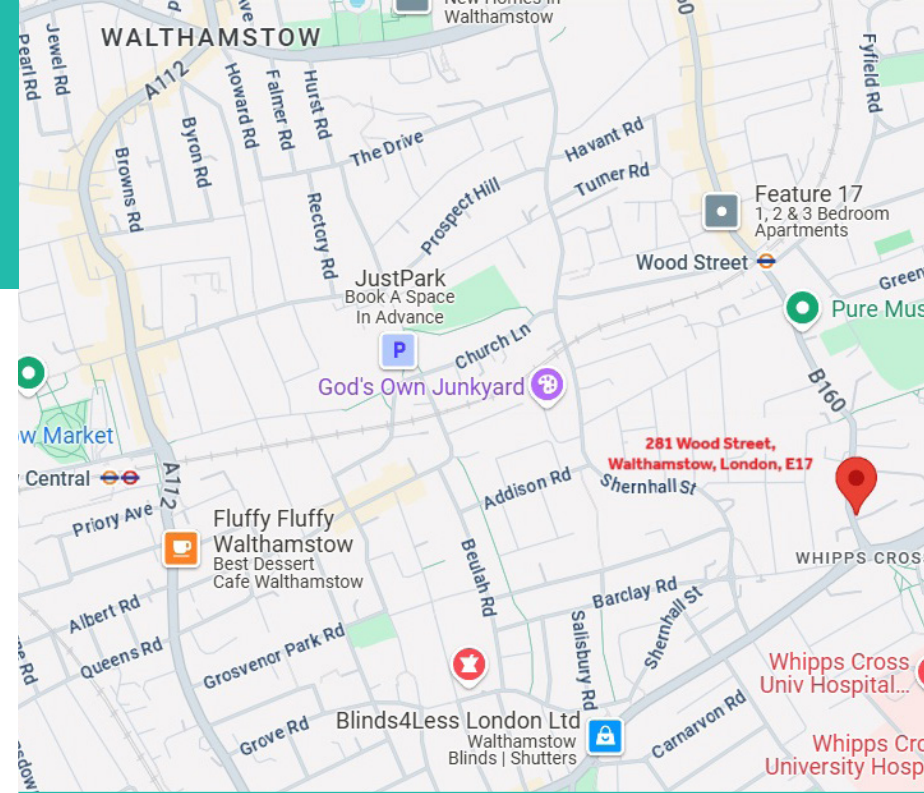 New Homes in
Walthamstow
WALTHAMSTOW
Pearl Rd
Jewel Rd
A112
Howard Rd
Falmer Rd
Hurst Rd
Fyfield Rd
Byron Rd
Browns Rd
The Drive
Havant Rd
Turner Rd
Prospect Hill
Rectory Rd
Feature 17
1, 2 & 3 Bedroom
Apartments
Wood Street
JustPark
Book A Space
In Advance
P
Church Ln
God's Own Junkyard
Green
Pure Mus
B160
w Market
Central
A112
281 Wood Street,
Walthamstow, London, E17
Shernhall St
Addison Rd
Priory Ave
Fluffy Fluffy
Walthamstow
Best Dessert
Cafe Walthamstow
Beulah Rd
WHIPPS CROSS
Albert Rd
Queens Rd
Grosvenor Park Rd
Barclay Rd
Salisbury Rd
Shernhall St
Whipps Cross
Univ Hospital...
Grove Rd
Blinds4Less London Ltd
Walthamstow
Blinds | Shutters
Carnarvon Rd
Whipps Cro
University Hosp